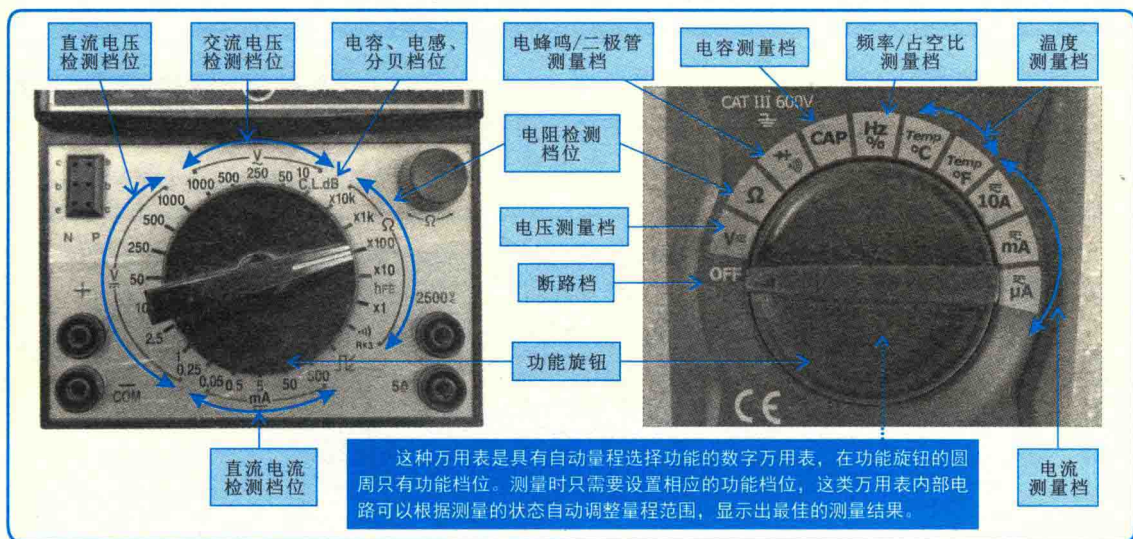 直流电压
检测档位
交流电压
检测档位
电容、电感、
分贝档位
电蜂鸣/二极管
测量档
电容测量档
频率/占空比
测量档
温度
测量档
电阻检测
档位
电压测量档
断路档
功能旋钮
直流电流
检测档位
电流
测量档
V
1000
500
250
50
10
C.L.dB
1000
500
250
50
10
2.5
1
0.25
V
x10k
x1k
Ω
x100
x10
hFE
x1
Rx3
0.05
0.5
5
50
500
mA
N P
+
COM
Ω
2500
5
CAT III 600V
OFF
V
Ω
CAP
Hz
%
Temp
°C
Temp
°F
10A
mA
μA
CE
这种万用表是具有自动量程选择功能的数字万用表，在功能旋钮的圆
周只有功能档位。测量时只需要设置相应的功能档位，这类万用表内部电
路可以根据测量的状态自动调整量程范围，显示出最佳的测量结果。